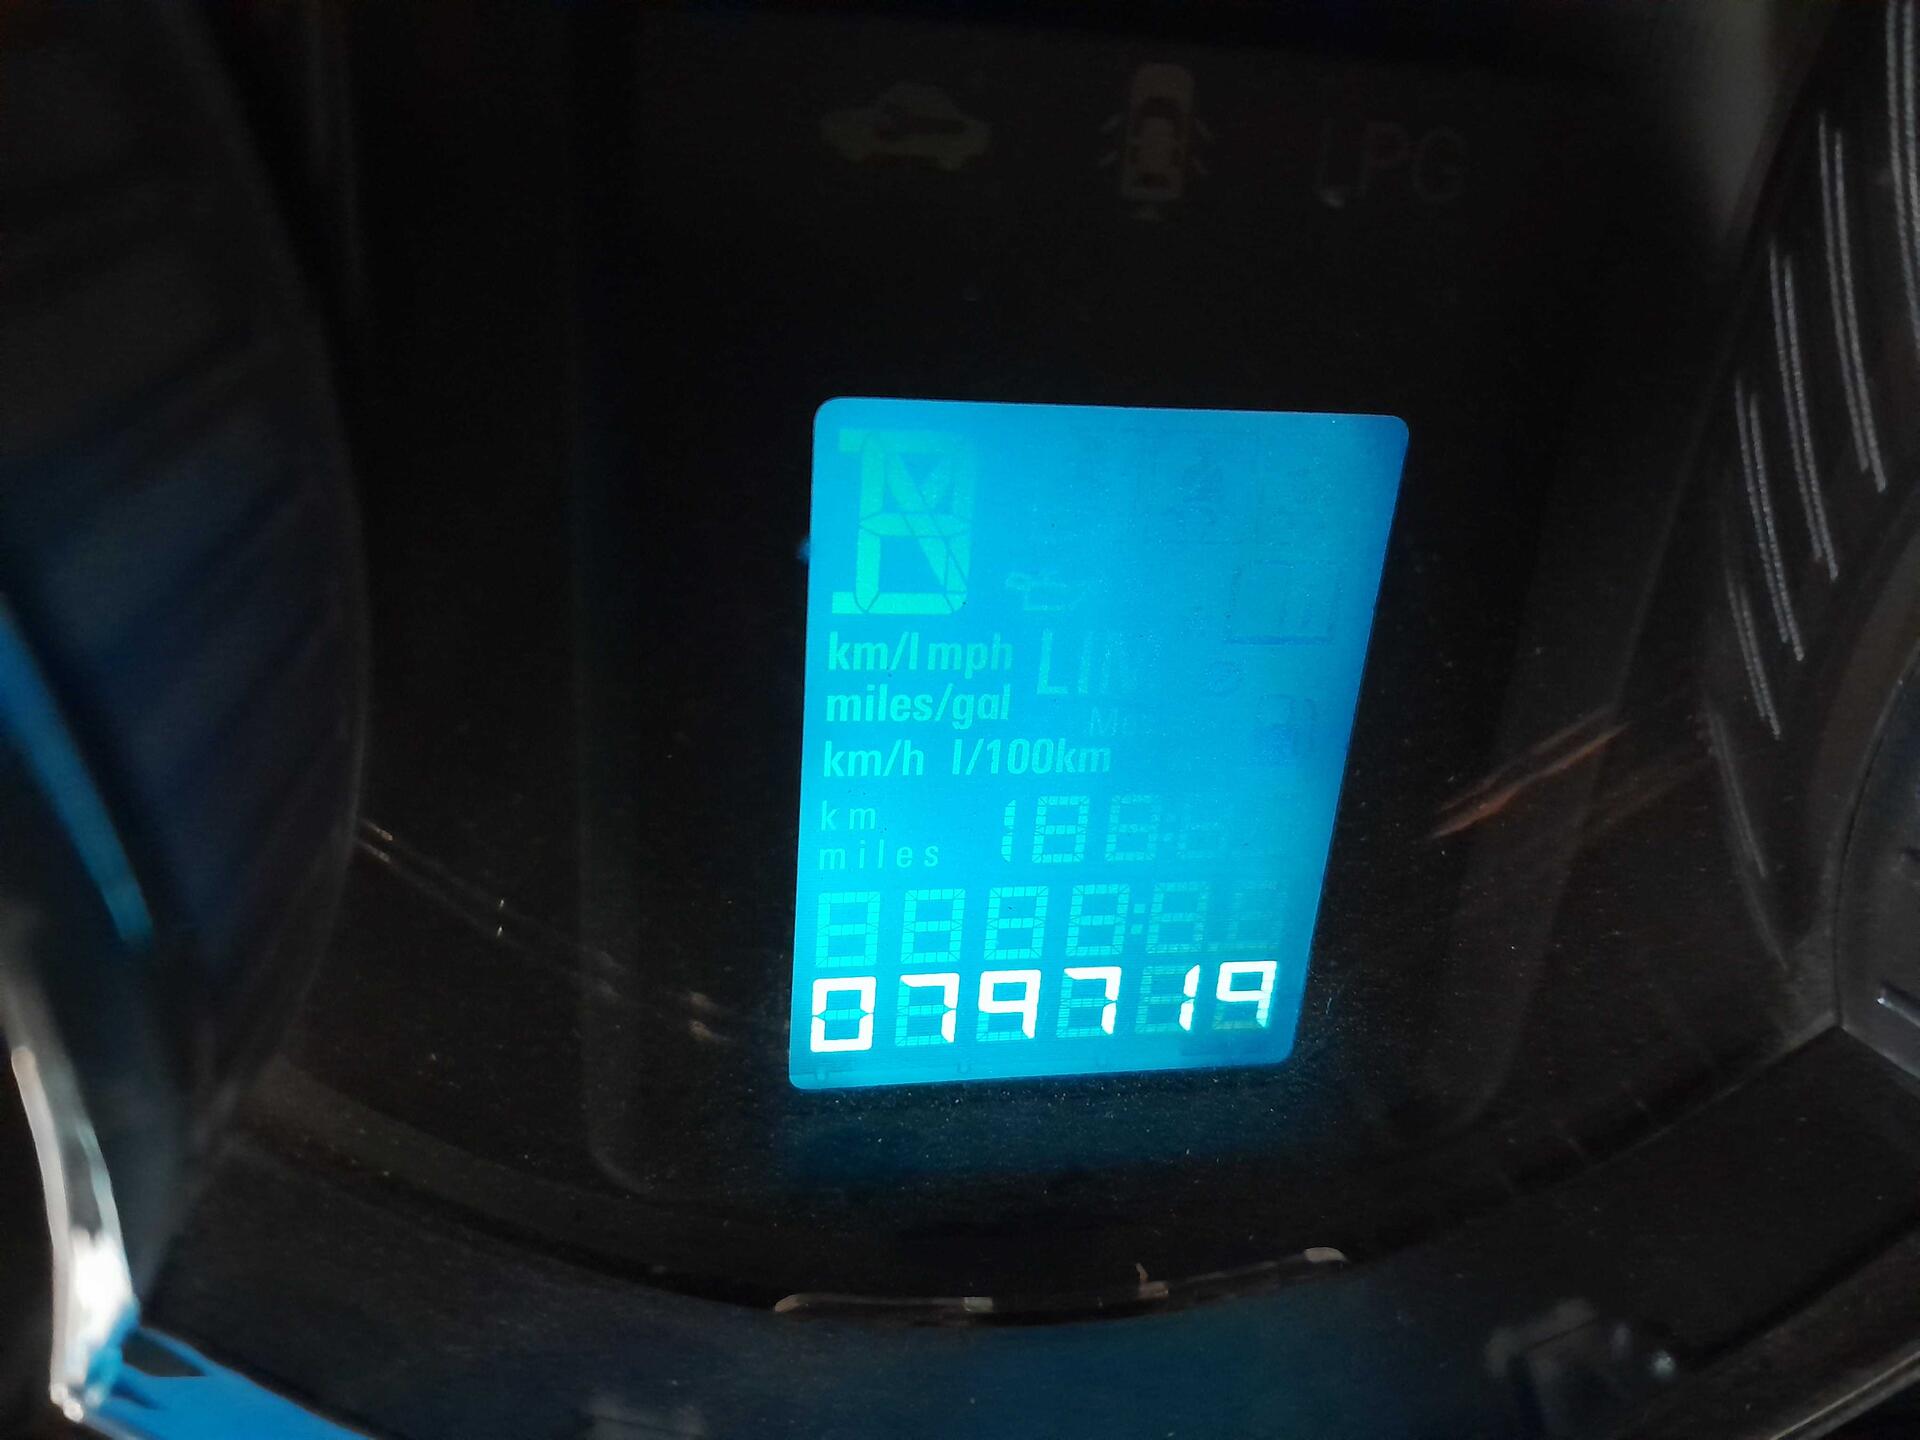 LPG
km/l mph
miles/gal
km/h l/100km
km
miles
079719